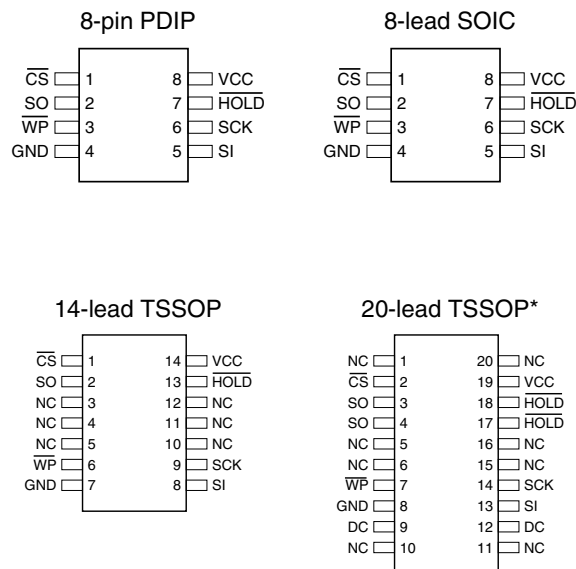 8-pin PDIP
CS 1 8 VCC
SO 2 7 HOLD
WP 3 6 SCK
GND 4 5 SI
8-lead SOIC
CS 1 8 VCC
SO 2 7 HOLD
WP 3 6 SCK
GND 4 5 SI
14-lead TSSOP
CS 1 14 VCC
SO 2 13 HOLD
NC 3 12 NC
NC 4 11 NC
NC 5 10 NC
WP 6 9 SCK
GND 7 8 SI
20-lead TSSOP*
NC 1 20 NC
CS 2 19 VCC
SO 3 18 HOLD
SO 4 17 HOLD
NC 5 16 NC
NC 6 15 NC
WP 7 14 SCK
GND 8 13 SI
DC 9 12 DC
NC 10 11 NC